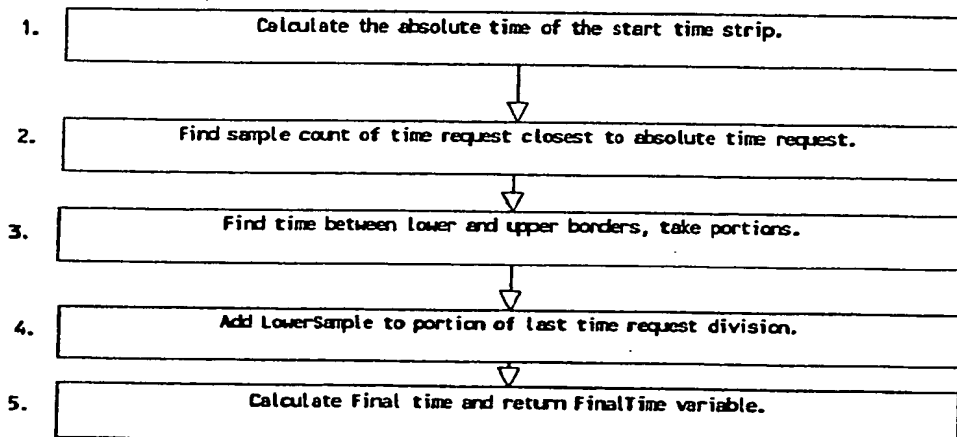 1. Calculate the absolute time of the start time strip.
2. Find sample count of time request closest to absolute time request.
3. Find time between lower and upper borders, take portions.
4. Add LowerSample to portion of last time request division.
5. Calculate Final time and return FinalTime variable.